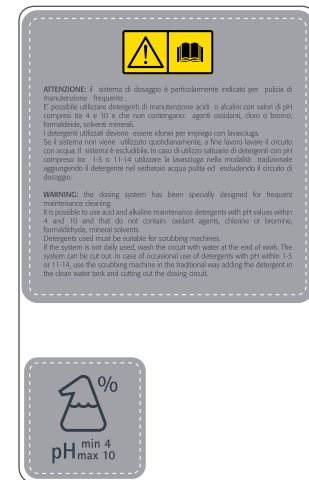 ATTENZIONE: il sistema di dosaggio è particolarmente indicato per pulizia di
manutenzione frequente .
E' possibile utilizzare detergenti di manutenzione acidi o alcalini con valori di pH
compresi tra 4 e 10 e che non contengano: agenti ossidanti, cloro o bromo,
formaldeide, solventi minerali.
I detergenti utilizzati devono essere idonei per impiego con lavasciuga.
Se il sistema non viene utilizzato quotidianamente, a fine lavoro lavare il circuito
con acqua. Il sistema è escludibile. In caso di utilizzo saltuario di detergenti con pH
compreso tra 1-3 o 11-14 utilizzare la lavasciuga nella modalità tradizionale
aggiungendo il detergente nel serbatoio acqua pulita ed escludendo il circuito di
dosaggio.
WARNING: the dosing system has been specially designed for frequent
maintenance cleaning.
It is possible to use acid and alkaline maintenance detergents with pH values within
4 and 10 and that do not contain: oxidant agents, chlorine or bromine,
formaldehyde, mineral solvents.
Detergents used must be suitable for scrubbing machines.
If the system is not daily used, wash the circuit with water at the end of work. The
system can be cut out. In case of occasional use of detergents with pH within 1-3
or 11-14, use the scrubbing machine in the traditional way adding the detergent in
the clean water tank and cutting out the dosing circuit.
%
pH min 4
max 10